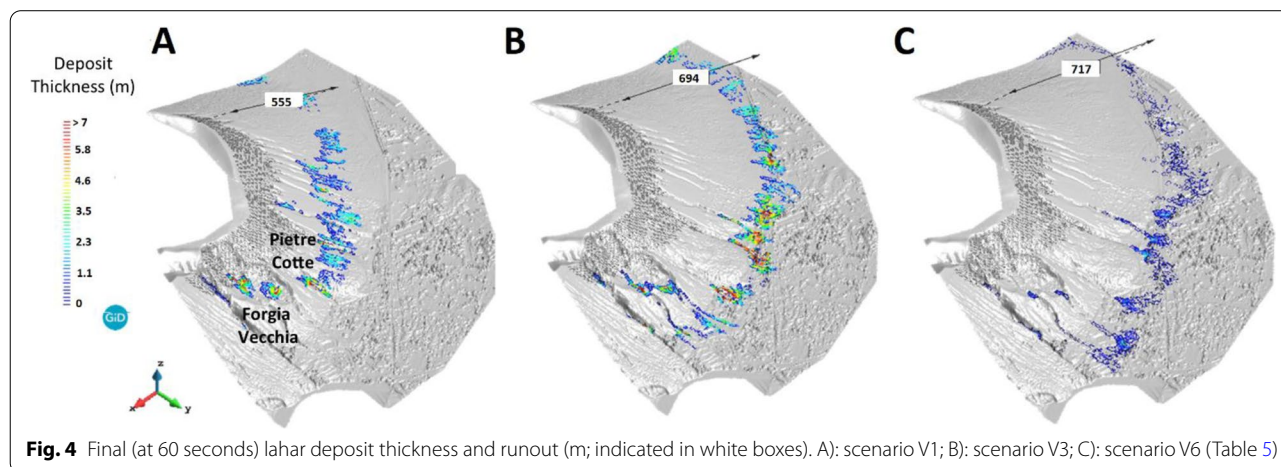 A
B
C
Deposit
Thickness (m)
> 7
5.8
4.6
3.5
2.3
1.1
0
GiD
z
x
y
555
694
717
Pietre
Cotte
Forgia
Vecchia
Fig. 4 Final (at 60 seconds) lahar deposit thickness and runout (m; indicated in white boxes). A): scenario V1; B): scenario V3; C): scenario V6 (Table 5)